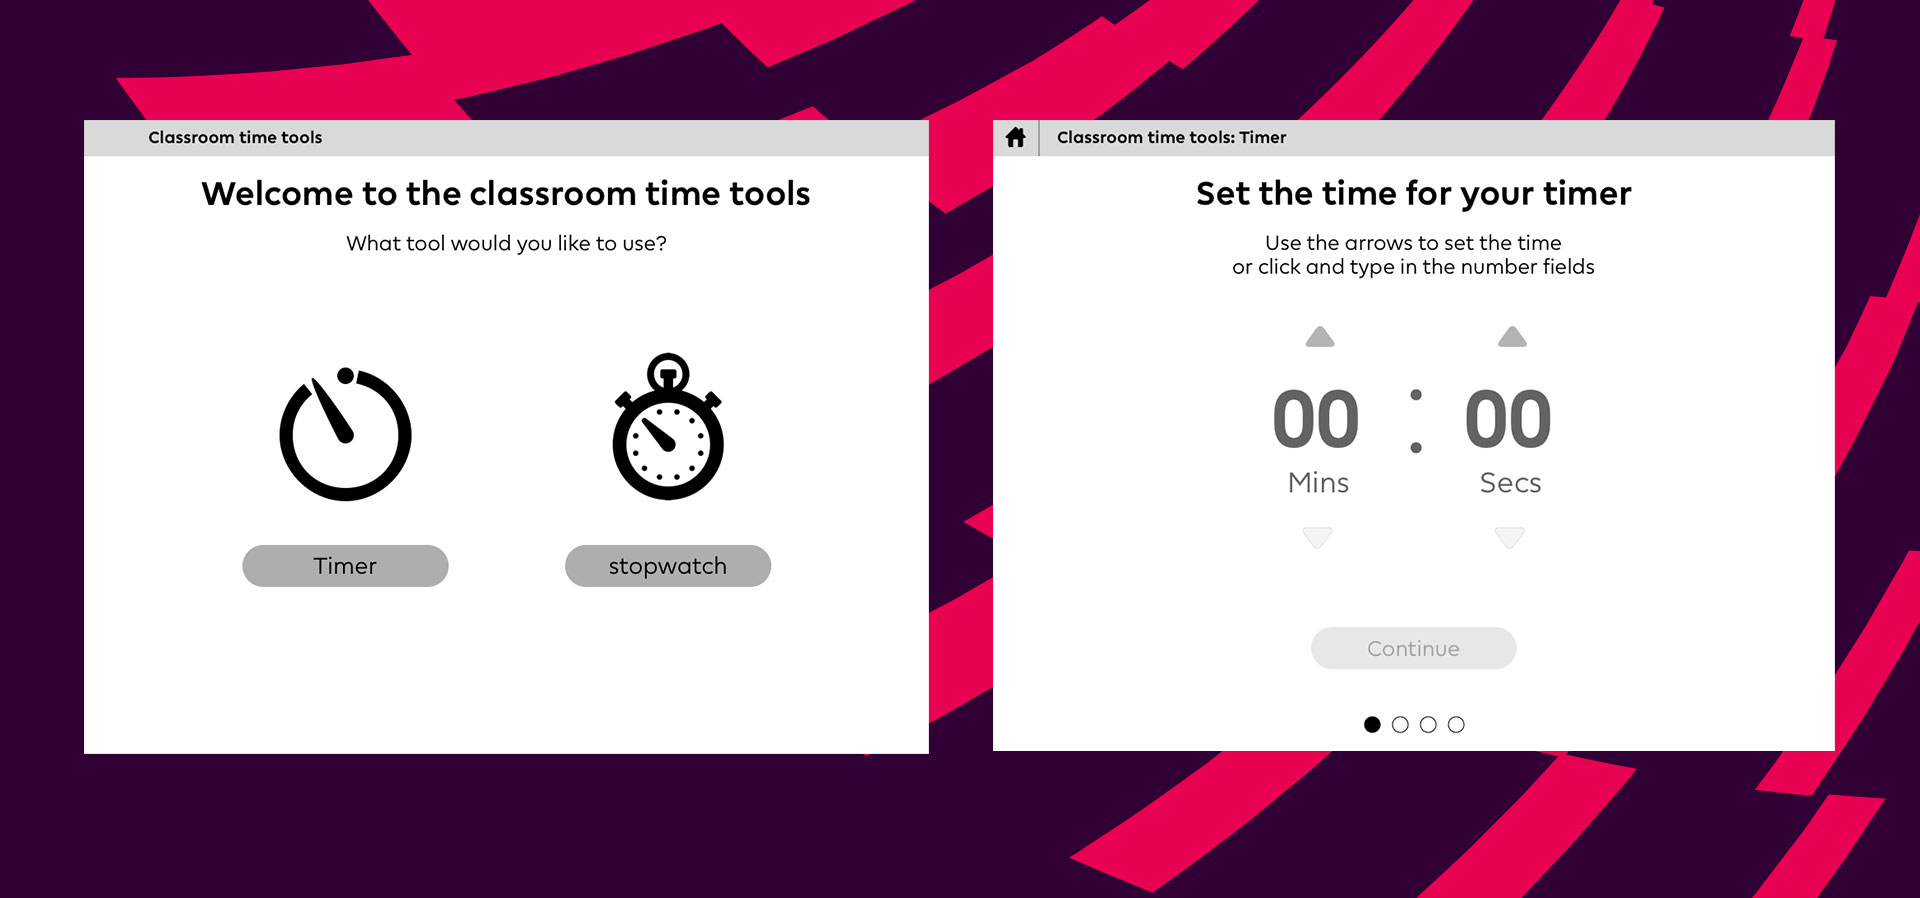 Classroom time tools
Welcome to the classroom time tools
What tool would you like to use?
Timer
stopwatch
Classroom time tools: Timer
Set the time for your timer
Use the arrows to set the time
or click and type in the number fields
00 : 00
Mins Secs
Continue